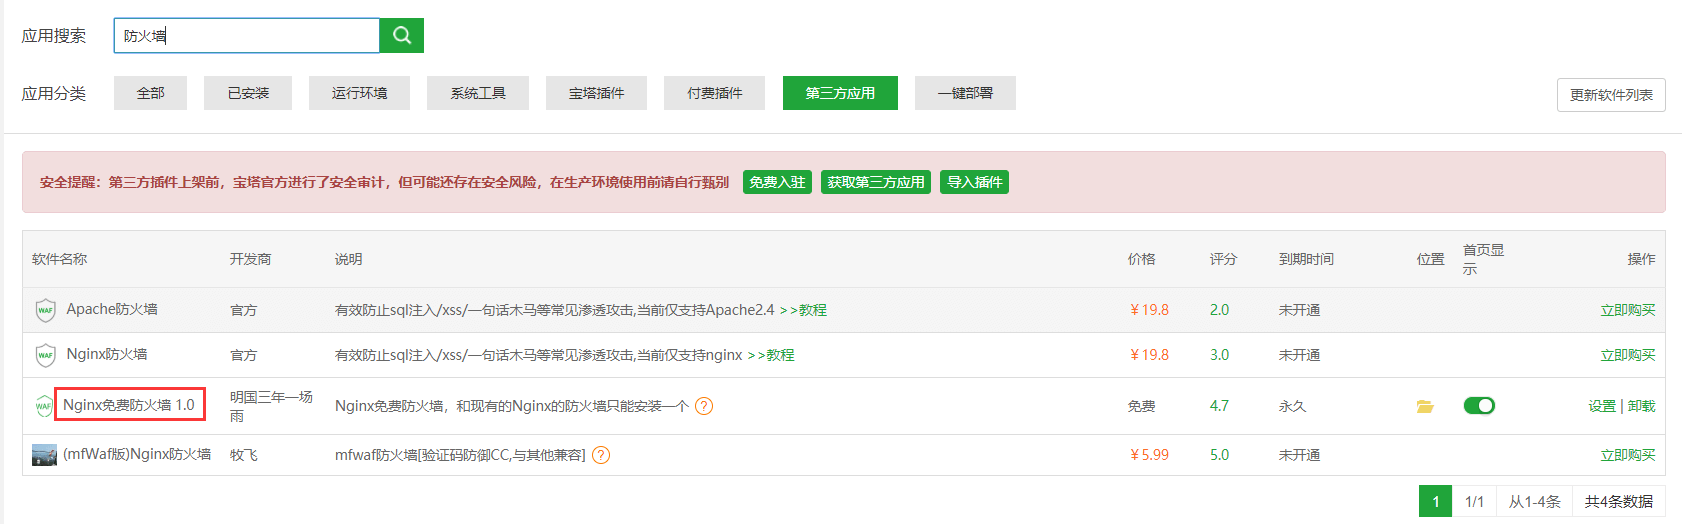 应用搜索 防火墙
应用分类 全部 已安装 运行环境 系统工具 宝塔插件 付费插件 第三方应用 一键部署 更新软件列表
安全提醒：第三方插件上架前，宝塔官方进行了安全审计，但可能还存在安全风险，在生产环境使用前请自行甄别 免费入驻 获取第三方应用 导入插件
软件名称 开发商 说明 价格 评分 到期时间 位置 首页显示 操作
WAF Apache防火墙 官方 有效防止sql注入/xss/一句话木马等常见渗透攻击,当前仅支持Apache2.4 >>教程 ￥19.8 2.0 未开通 立即购买
WAF Nginx防火墙 官方 有效防止sql注入/xss/一句话木马等常见渗透攻击,当前仅支持nginx >>教程 ￥19.8 3.0 未开通 立即购买
WAF Nginx免费防火墙 1.0 明国三年一场雨 Nginx免费防火墙，和现有的Nginx的防火墙只能安装一个 ? 免费 4.7 永久 设置 | 卸载
(mfWaf版)Nginx防火墙 牧飞 mfwaf防火墙[验证码防御CC,与其他兼容] ? ￥5.99 5.0 未开通 立即购买
1 1/1 从1-4条 共4条数据